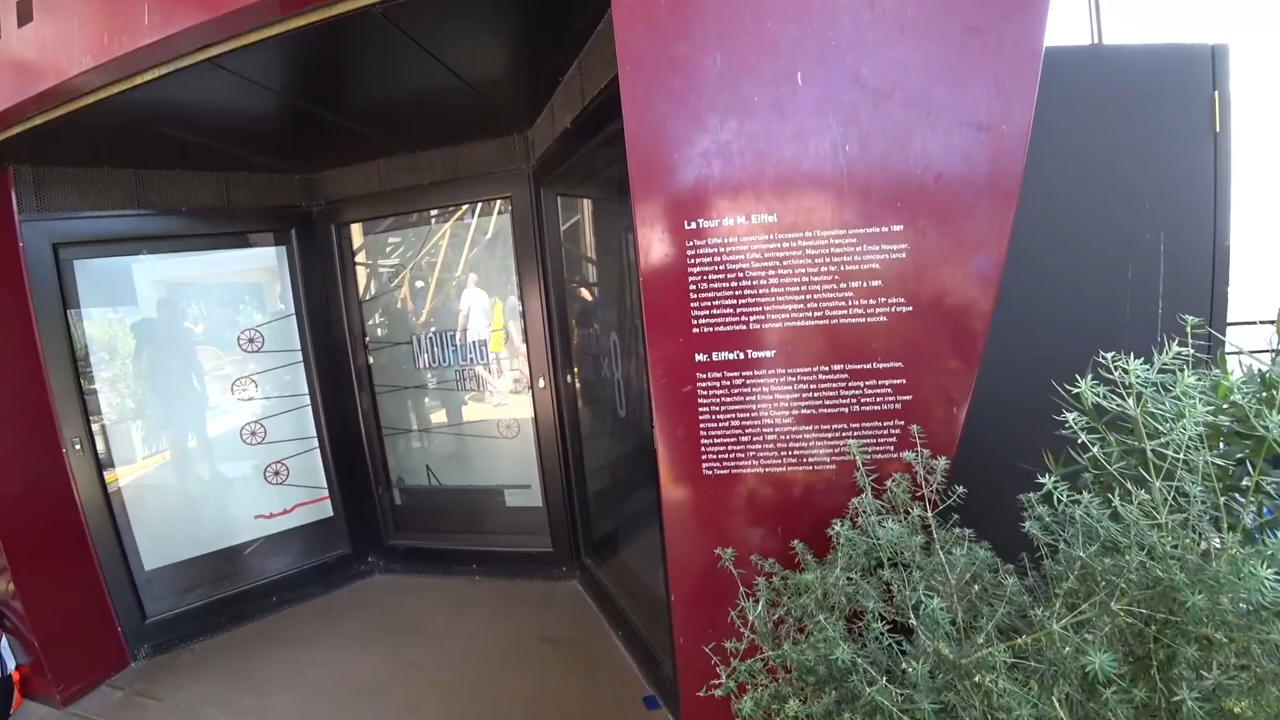 MOUFLAGE
x8
La Tour de M. Eiffel
La Tour Eiffel a été construite à l'occasion de l'Exposition universelle de 1889
qui célèbre le premier centenaire de la Révolution française.
Le projet de Gustave Eiffel, entrepreneur, Maurice Kœchlin et Émile Nouguier,
ingénieurs et Stephen Sauvestre, architecte, est le lauréat du concours lancé
pour « élever sur le Champ-de-Mars une tour de fer, à base carrée,
de 125 mètres de côté et de 300 mètres de hauteur ».
Sa construction en deux ans deux mois et cinq jours, de 1887 à 1889,
est une véritable performance technique et architecturale.
Utopie réalisée, prouesse technologique, elle constitue, à la fin du 19e siècle,
la démonstration du génie français incarné par Gustave Eiffel, un point d'orgue
de l'ère industrielle. Elle connait immédiatement un immense succès.
Mr. Eiffel's Tower
The Eiffel Tower was built on the occasion of the 1889 Universal Exposition,
marking the 100th anniversary of the French Revolution.
The project, carried out by Gustave Eiffel as contractor along with engineers
Maurice Kœchlin and Emile Nouguier and architect Stephen Sauvestre,
was the prizewinning entry in the competition launched to "erect an iron tower
with a square base on the Champ-de-Mars, measuring 125 metres (410 ft)
across and 300 metres (984 ft) tall".
Its construction, which was accomplished in two years, two months and five
days between 1887 and 1889, is a true technological and architectural feat.
A utopian dream made real, this display of technological prowess served,
at the end of the 19th century, as a demonstration of engineering
genius, incarnated by Gustave Eiffel – a defining industrial
The Tower immediately enjoyed immense success.